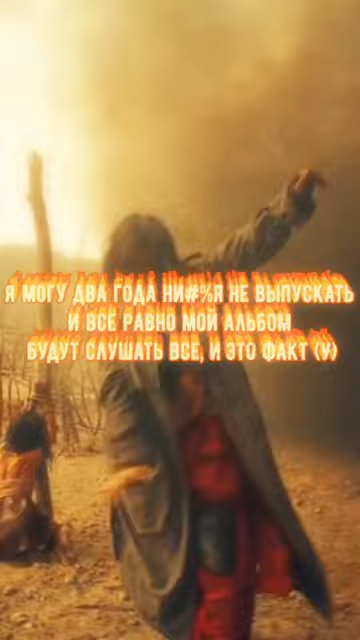 Я МОГУ ДВА ГОДА НИ#%Я НЕ ВЫПУСКАТЬ
И ВСЕ РАВНО МОЙ АЛЬБОМ
БУДУТ СЛУШАТЬ ВСЕ, И ЭТО ФАКТ (У)